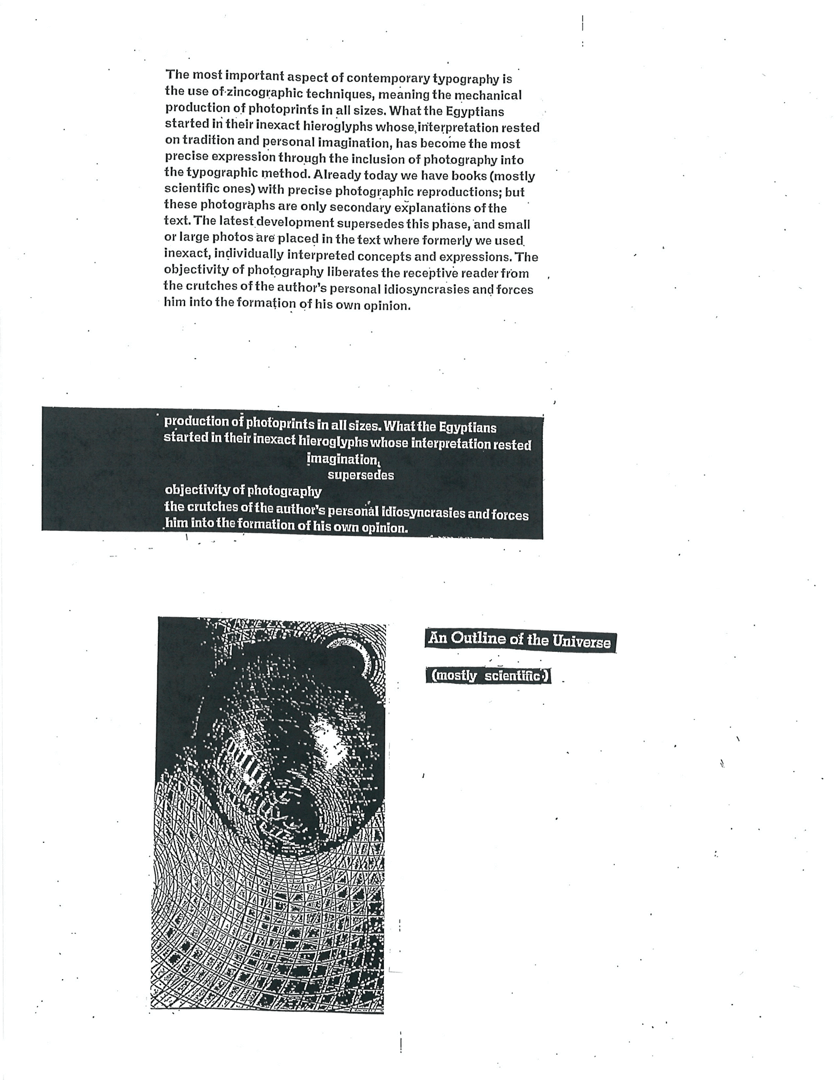 The most important aspect of contemporary typography is
the use of zincographic techniques, meaning the mechanical
production of photoprints in all sizes. What the Egyptians
started in their inexact hieroglyphs whose interpretation rested
on tradition and personal imagination, has become the most
precise expression through the inclusion of photography into
the typographic method. Already today we have books (mostly
scientific ones) with precise photographic reproductions; but
these photographs are only secondary explanations of the
text. The latest development supersedes this phase, and small
or large photos are placed in the text where formerly we used
inexact, individually interpreted concepts and expressions. The
objectivity of photography liberates the receptive reader from
the crutches of the author's personal idiosyncrasies and forces
him into the formation of his own opinion.
production of photoprints in all sizes. What the Egyptians
started in their inexact hieroglyphs whose interpretation rested
imagination,
supersedes
objectivity of photography
the crutches of the author's personal idiosyncrasies and forces
him into the formation of his own opinion.
An Outline of the Universe
(mostly scientific)